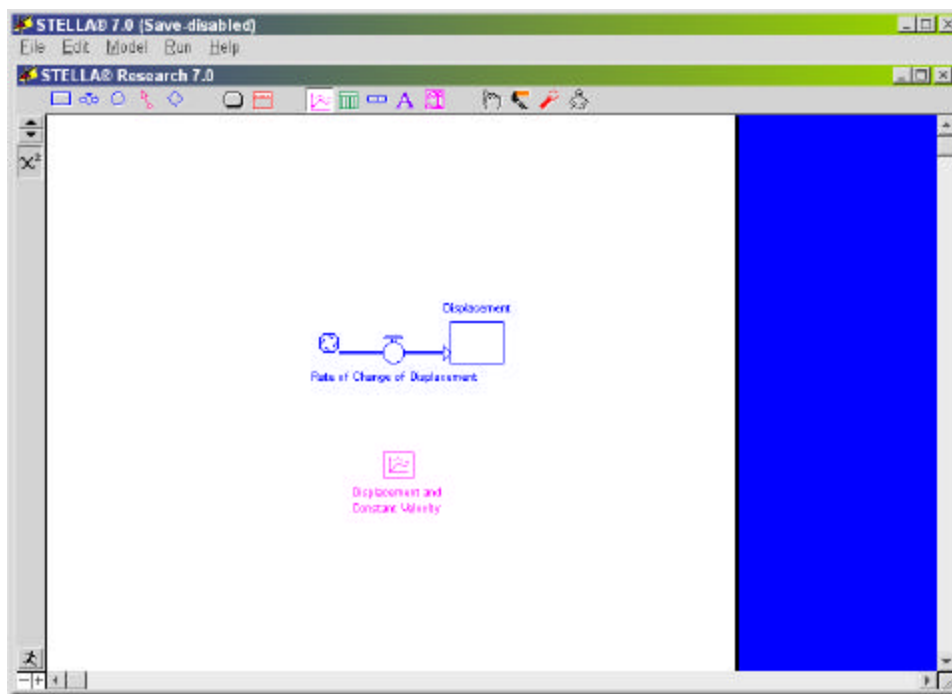 STELLA® 7.0 (Save-disabled)
File Edit Model Run Help
STELLA® Research 7.0
A
χ²
Displacement
Rate of Change of Displacement
Displacement and
Constant Velocity